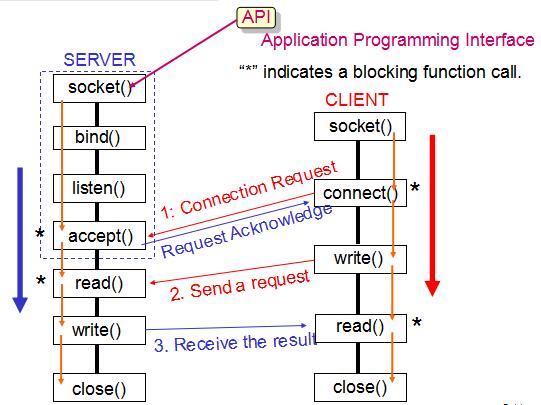 API
Application Programming Interface
SERVER
“*” indicates a blocking function call.
socket()
CLIENT
socket()
bind()
listen()
1: Connection Request
connect() *
* accept()
Request Acknowledge
write()
* read()
2. Send a request
write()
read() *
3. Receive the result
close()
close()